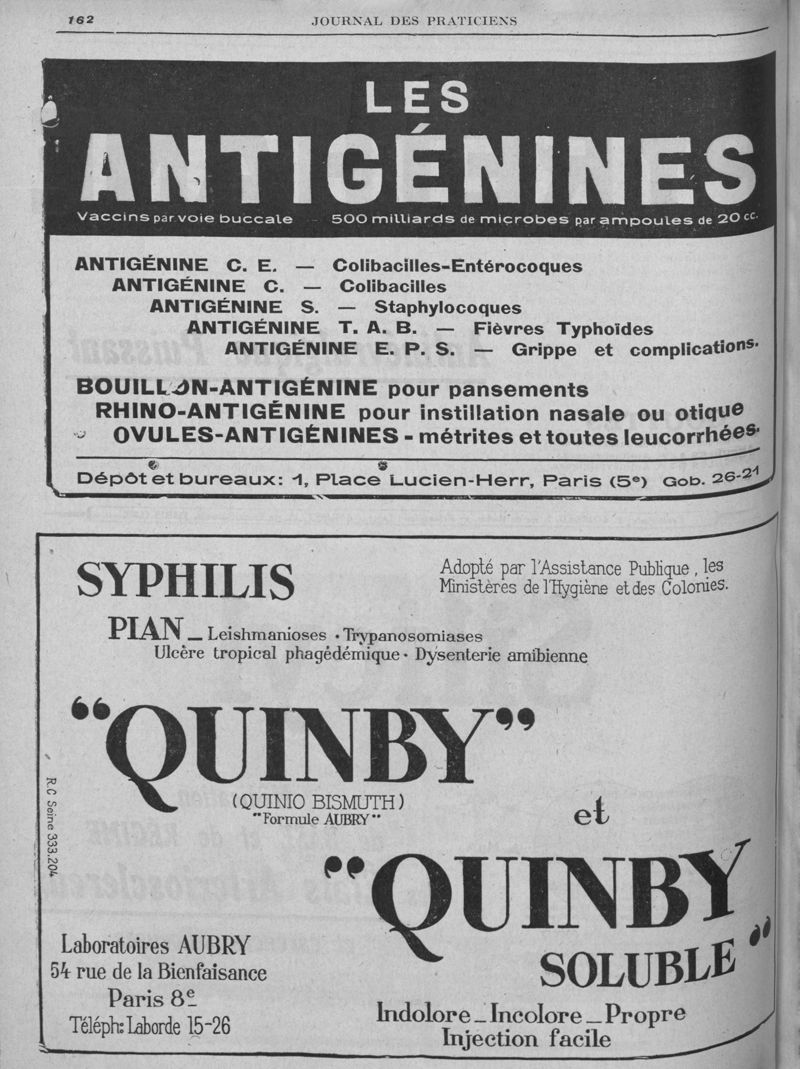 162
JOURNAL DES PRATICIENS
LES
ANTIGÉNINES
Vaccins par voie buccale 500 milliards de microbes par ampoules de 20 cc.
ANTIGÉNINE C. E. — Colibacilles-Entérocoques
ANTIGÉNINE C. — Colibacilles
ANTIGÉNINE S. — Staphylocoques
ANTIGÉNINE T. A. B. — Fièvres Typhoïdes
ANTIGÉNINE E. P. S. — Grippe et complications.
BOUILLON-ANTIGÉNINE pour pansements
RHINO-ANTIGÉNINE pour instillation nasale ou otique
OVULES-ANTIGÉNINES - métrites et toutes leucorrhées.
Dépôt et bureaux: 1, Place Lucien-Herr, Paris (5e) Gob. 26-21
SYPHILIS
Adopté par l'Assistance Publique, les
Ministères de l'Hygiène et des Colonies.
PIAN _ Leishmanioses • Trypanosomiases
Ulcère tropical phagédémique • Dysenterie amibienne
"QUINBY"
(QUINIO BISMUTH)
"Formule AUBRY"
et
"QUINBY
SOLUBLE"
R.C Seine 333.204
Laboratoires AUBRY
54 rue de la Bienfaisance
Paris 8e
Téléph: Laborde 15-26
Indolore _ Incolore _ Propre
Injection facile